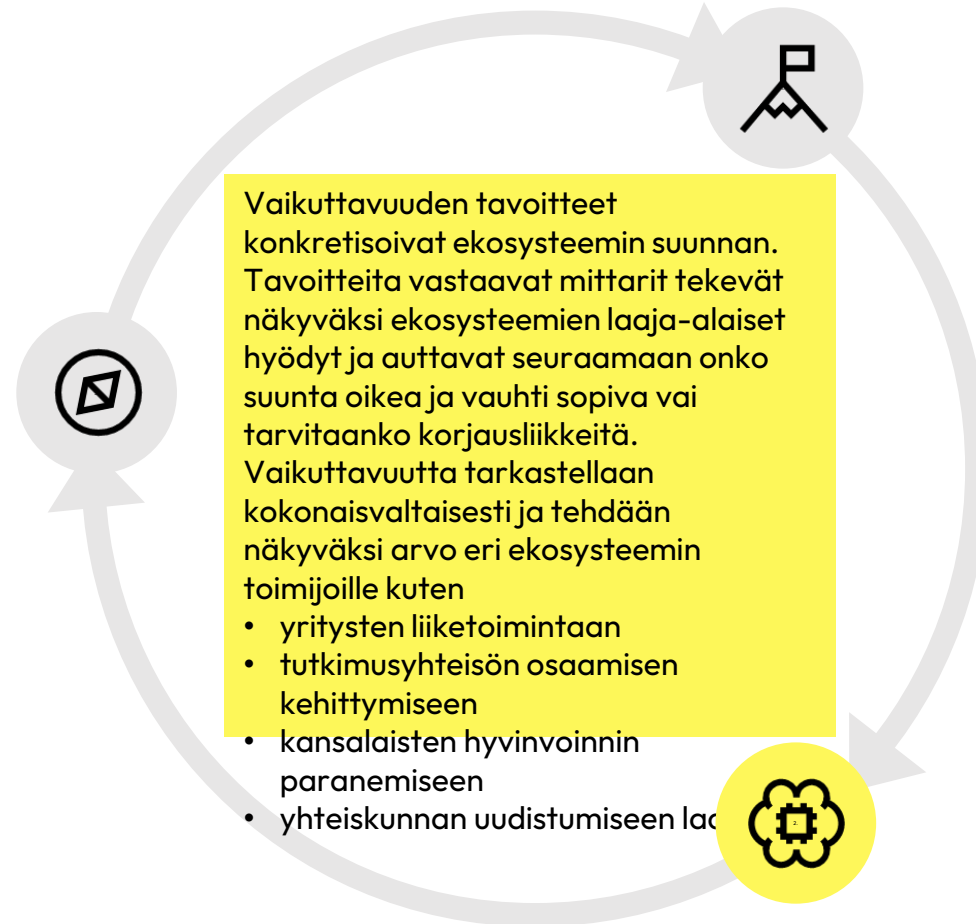 Vaikuttavuuden tavoitteet
konkretisoivat ekosysteemin suunnan.
Tavoitteita vastaavat mittarit tekevät
näkyväksi ekosysteemien laaja-alaiset
hyödyt ja auttavat seuraamaan onko
suunta oikea ja vauhti sopiva vai
tarvitaanko korjausliikkeitä.
Vaikuttavuutta tarkastellaan
kokonaisvaltaisesti ja tehdään
näkyväksi arvo eri ekosysteemin
toimijoille kuten
• yritysten liiketoimintaan
• tutkimusyhteisön osaamisen
kehittymiseen
• kansalaisten hyvinvoinnin
paranemiseen
• yhteiskunnan uudistumiseen
2.